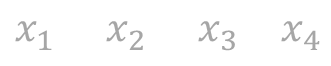 x₁ x₂ x₃ x₄